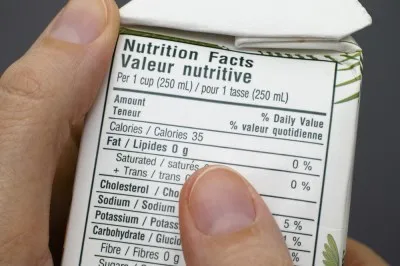 Nutrition Facts
Valeur nutritive
Per 1 cup (250 mL) / pour 1 tasse (250 mL)
Amount % Daily Value
Teneur % valeur quotidienne
Calories / Calories 35
Fat / Lipides 0 g 0 %
Saturated / saturés
+ Trans / trans 0 %
Cholesterol
Sodium / Sodium 5 %
Potassium / Potass 1 %
Carbohydrate / Glucid
Fibre / Fibres 0 g